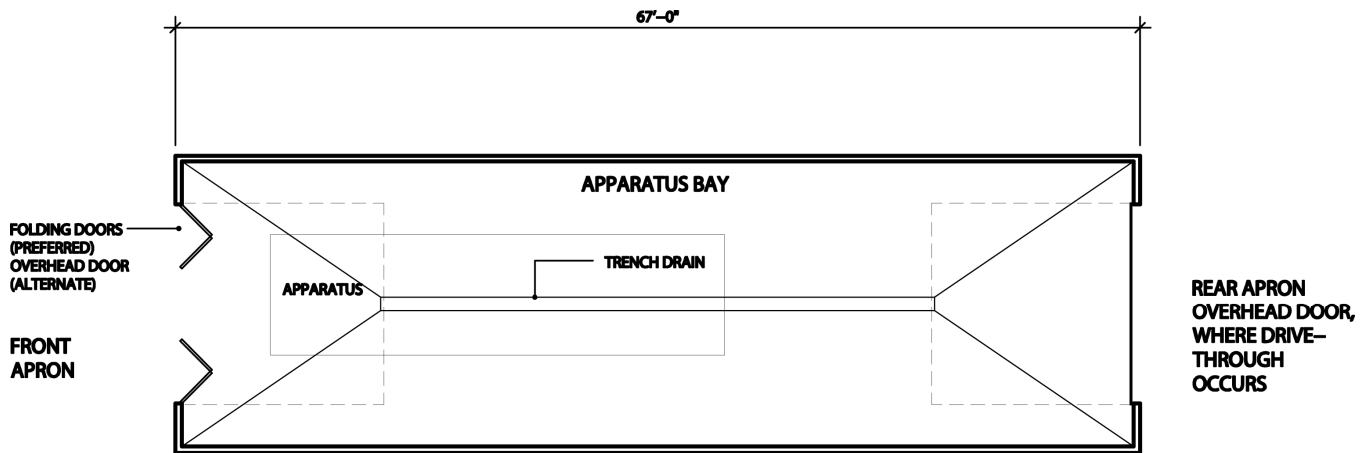 67'–0"
APPARATUS BAY
FOLDING DOORS
(PREFERRED)
OVERHEAD DOOR
(ALTERNATE)
TRENCH DRAIN
APPARATUS
FRONT
APRON
REAR APRON
OVERHEAD DOOR,
WHERE DRIVE–
THROUGH
OCCURS